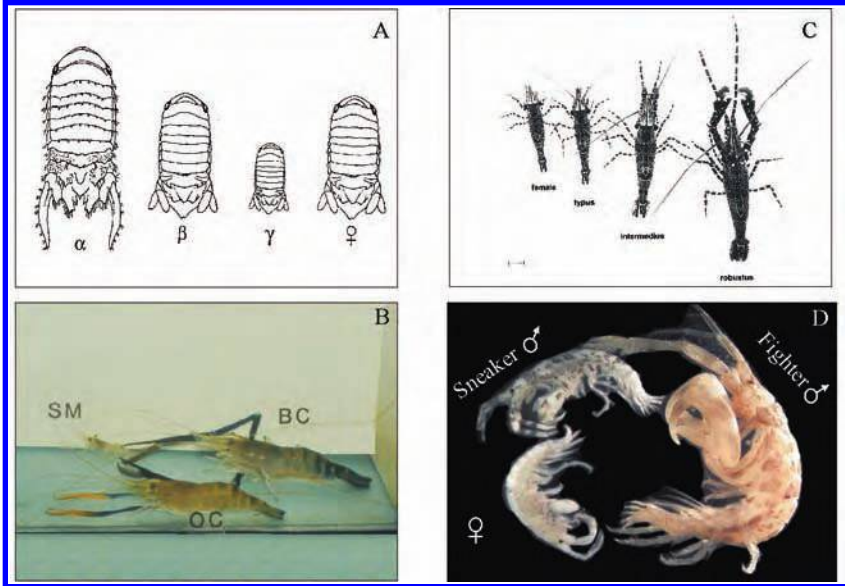 A
α
β
γ
♀
B
SM
BC
OC
C
female
typus
intermedius
robustus
D
Sneaker ♂
Fighter ♂
♀